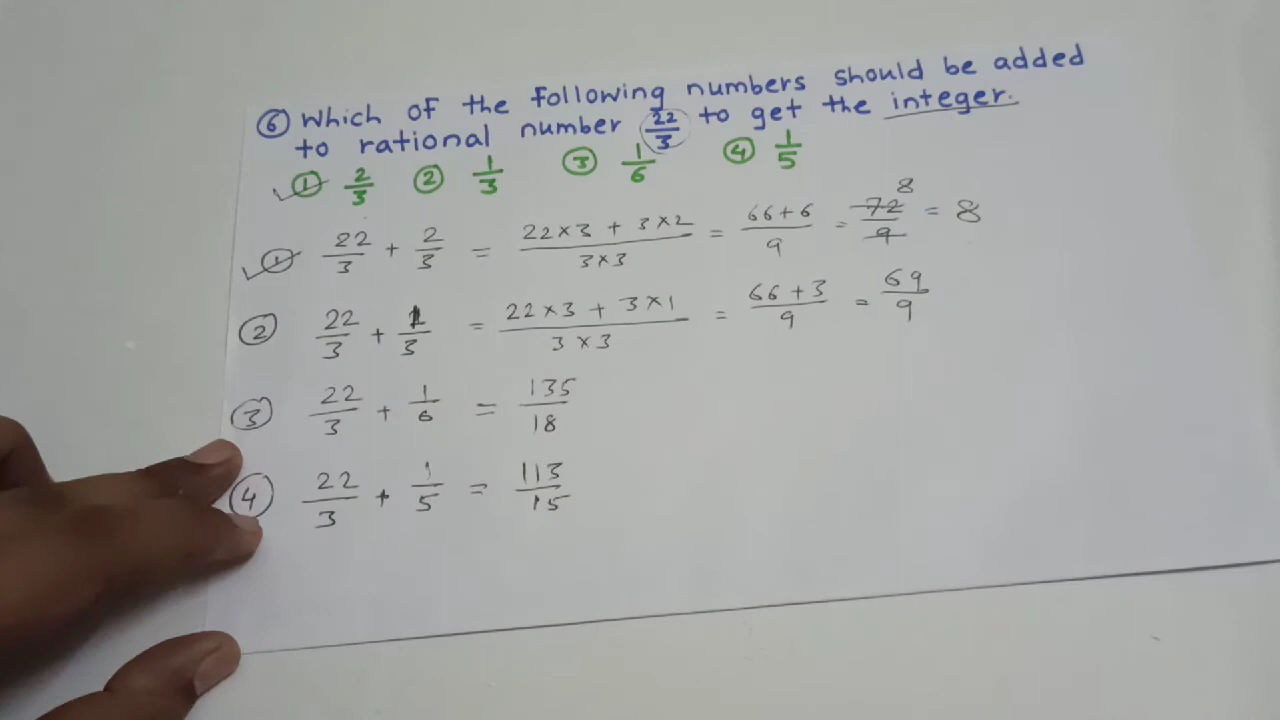 ⑥ Which of the following numbers should be added
to rational number 22/3 to get the integer.
① 2/3 ② 1/3 ③ 1/6 ④ 1/5
① 22/3 + 2/3 = (22×3 + 3×2)/(3×3) = (66+6)/9 = 72/9 8 = 8
② 22/3 + 1/3 = (22×3 + 3×1)/(3×3) = (66+3)/9 = 69/9
③ 22/3 + 1/6 = 135/18
④ 22/3 + 1/5 = 113/15